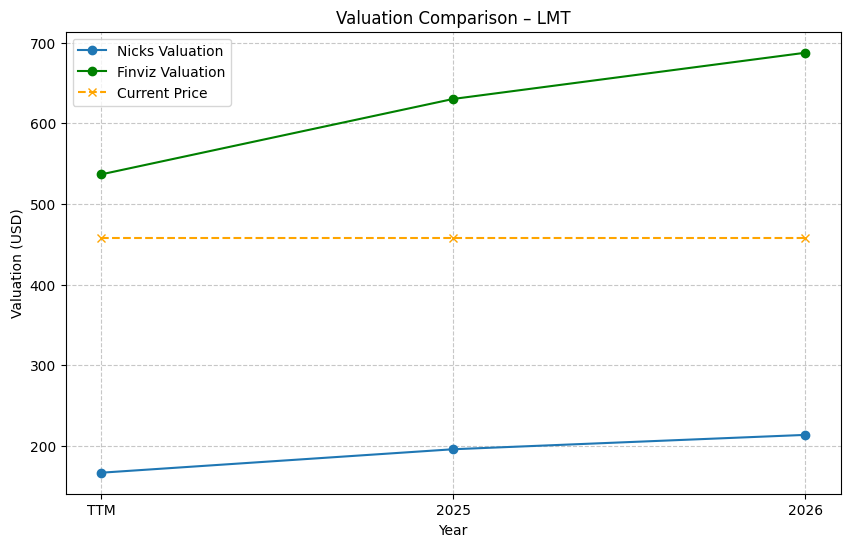 Valuation Comparison – LMT
Nicks Valuation
Finviz Valuation
Current Price
Valuation (USD)
700
600
500
400
300
200
TTM
2025
2026
Year